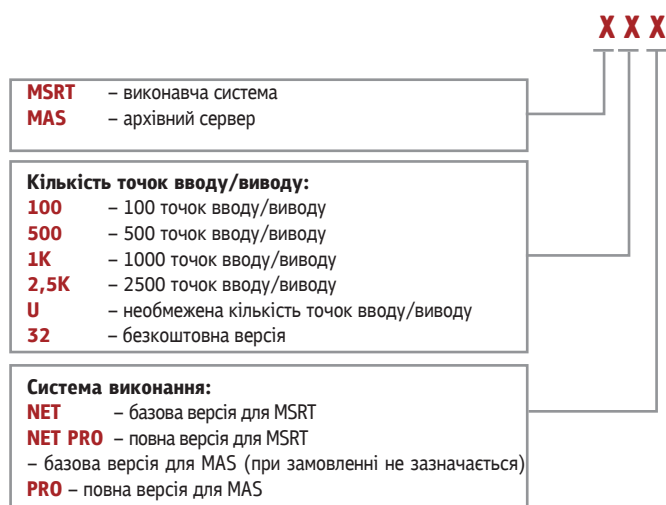 X X X
MSRT – виконавча система
MAS – архівний сервер
Кількість точок вводу/виводу:
100 – 100 точок вводу/виводу
500 – 500 точок вводу/виводу
1K – 1000 точок вводу/виводу
2,5K – 2500 точок вводу/виводу
U – необмежена кількість точок вводу/виводу
32 – безкоштовна версія
Система виконання:
NET – базова версія для MSRT
NET PRO – повна версія для MSRT
– базова версія для MAS (при замовленні не зазначається)
PRO – повна версія для MAS